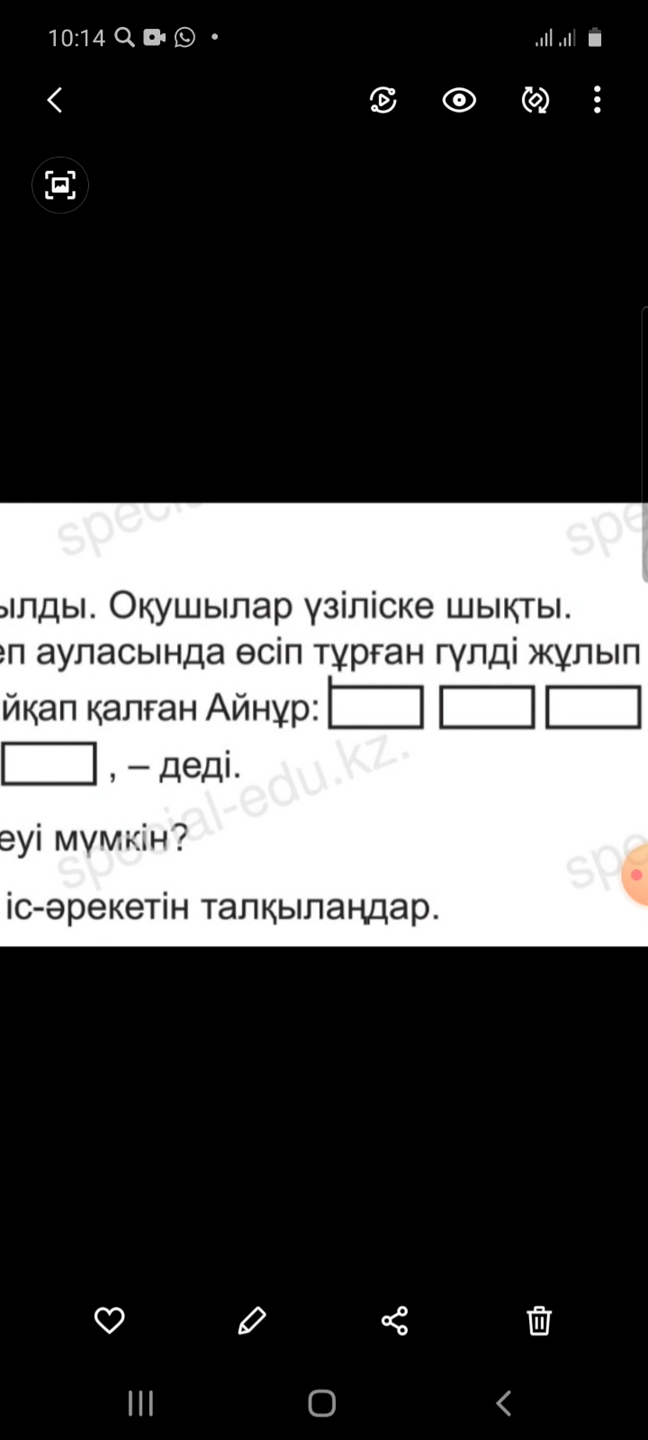 10:14
ылды. Оқушылар үзіліске шықты.
еп ауласында өсіп тұрған гүлді жұлып
йқап қалған Айнұр:
, – деді.
special-edu.kz.
еуі мүмкін?
іс-әрекетін талқылаңдар.